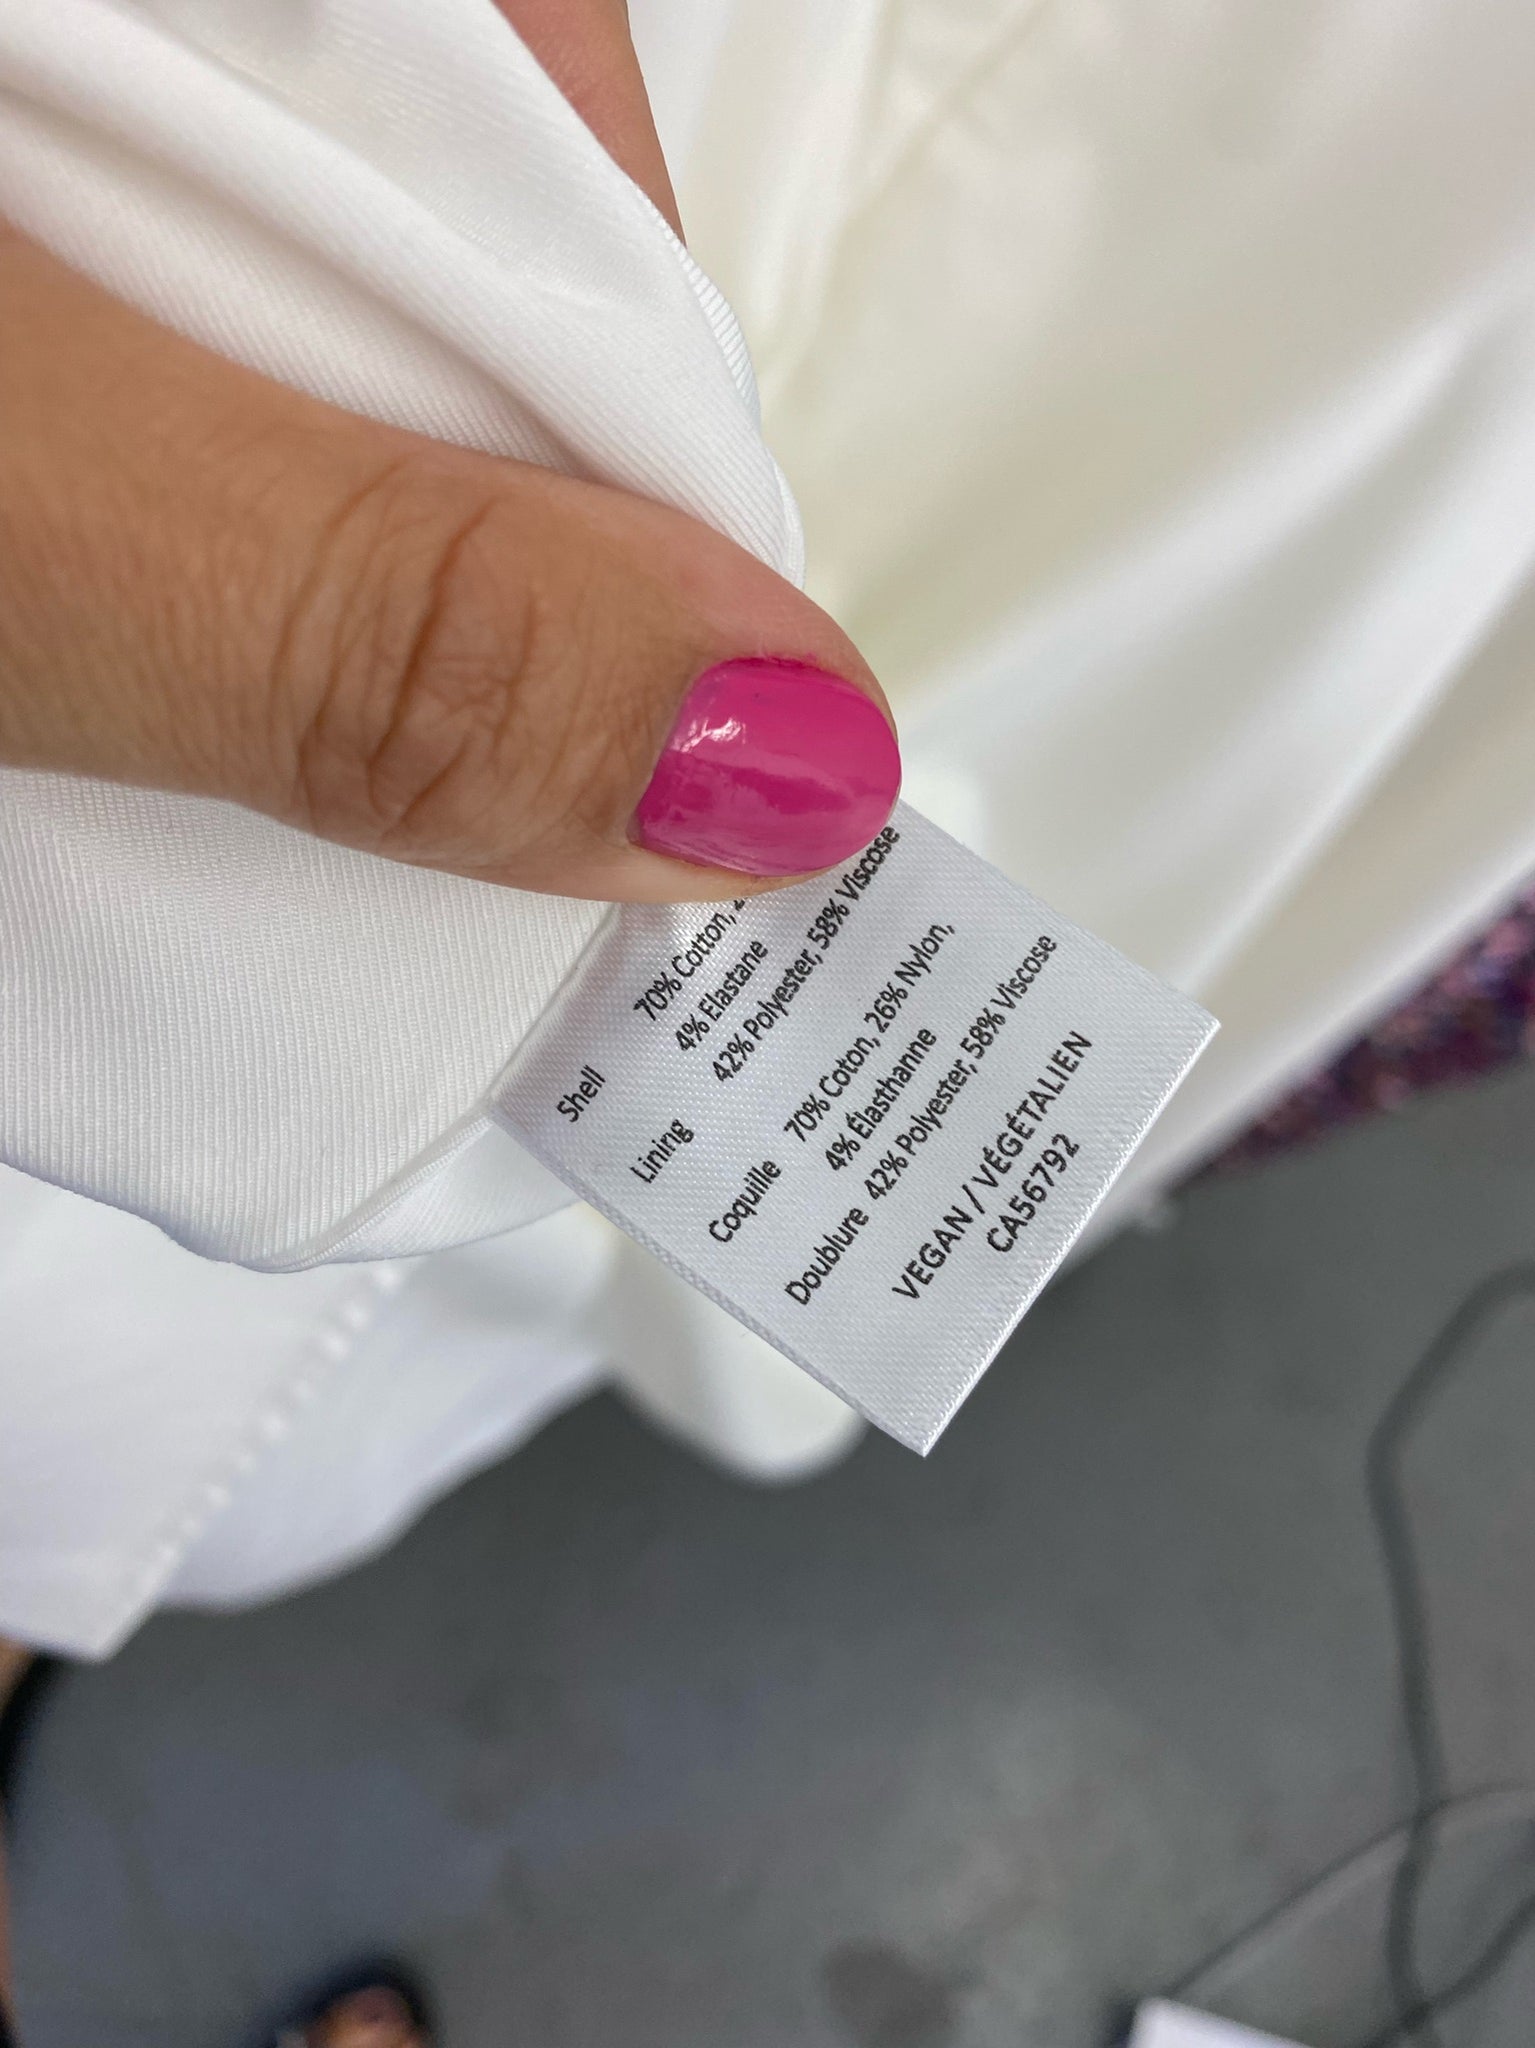 Shell 70% Cotton,
4% Elastane
Lining 42% Polyester, 58% Viscose
Coquille 70% Coton, 26% Nylon,
4% Élasthanne
Doublure 42% Polyester, 58% Viscose
VEGAN / VÉGÉTALIEN
CA56792